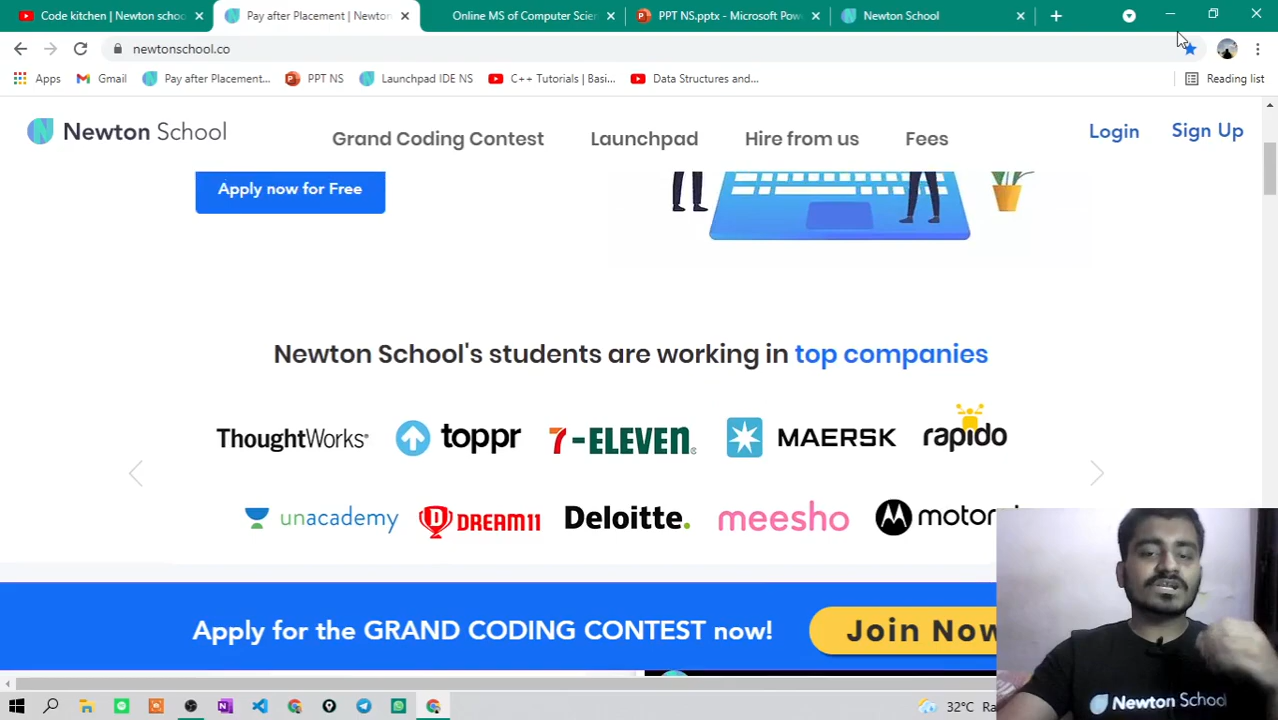 Code kitchen | Newton schoo
Pay after Placement | Newton
Online MS of Computer Scien
PPT NS.pptx - Microsoft Pow
Newton School
newtonschool.co
Apps
Gmail
Pay after Placement...
PPT NS
Launchpad IDE NS
C++ Tutorials | Basi...
Data Structures and...
Reading list
Newton School
Grand Coding Contest
Launchpad
Hire from us
Fees
Login
Sign Up
Apply now for Free
Newton School's students are working in top companies
ThoughtWorks
toppr
7-ELEVEN
MAERSK
rapido
unacademy
DREAM11
Deloitte.
meesho
Apply for the GRAND CODING CONTEST now!
Join Now
Newton School
32°C Ra